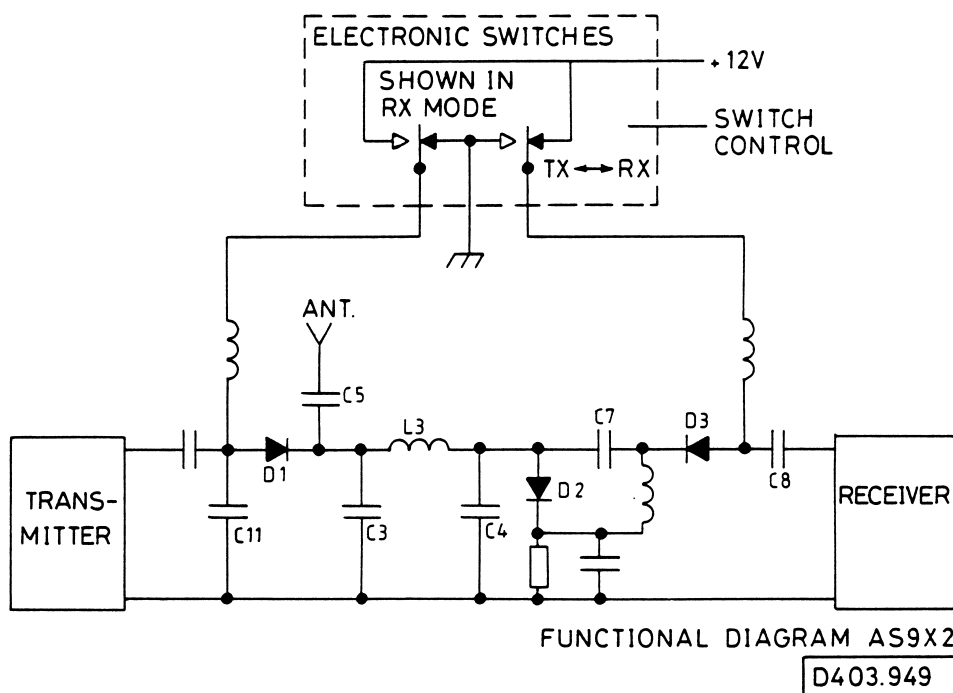 ELECTRONIC SWITCHES
+ 12V
SHOWN IN
RX MODE
SWITCH
CONTROL
TX RX
ANT.
C5
L3
C7
D3
D1
D2
C8
TRANS-
MITTER
C11
C3
C4
RECEIVER
FUNCTIONAL DIAGRAM AS9X2
D403.949